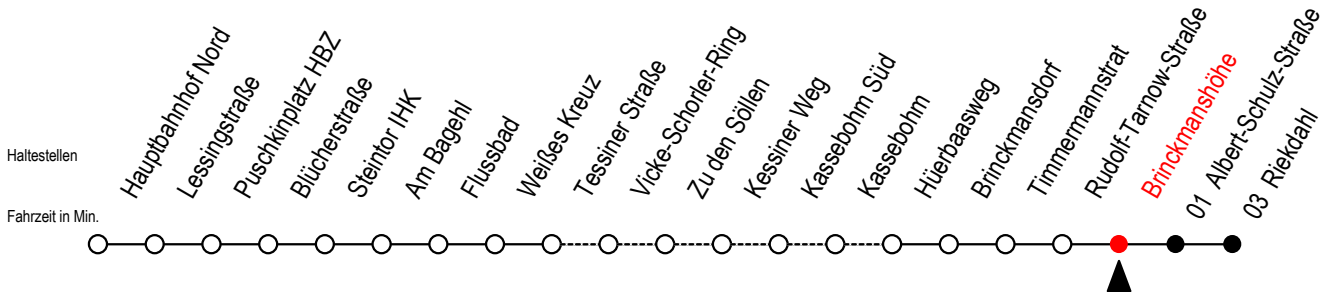 Haltestellen
Hauptbahnhof Nord
Lessingstraße
Puschkinplatz HBZ
Blücherstraße
Steintor IHK
Am Bagehl
Flussbad
Weißes Kreuz
Tessiner Straße
Vicke-Schorler-Ring
Zu den Söllen
Kessiner Weg
Kassebohm Süd
Kassebohm
Hüerbaasweg
Brinckmansdorf
Timmermannstrat
Rudolf-Tarnow-Straße
Brinckmanshöhe
01 Albert-Schulz-Straße
03 Riekdahl
Fahrzeit in Min.